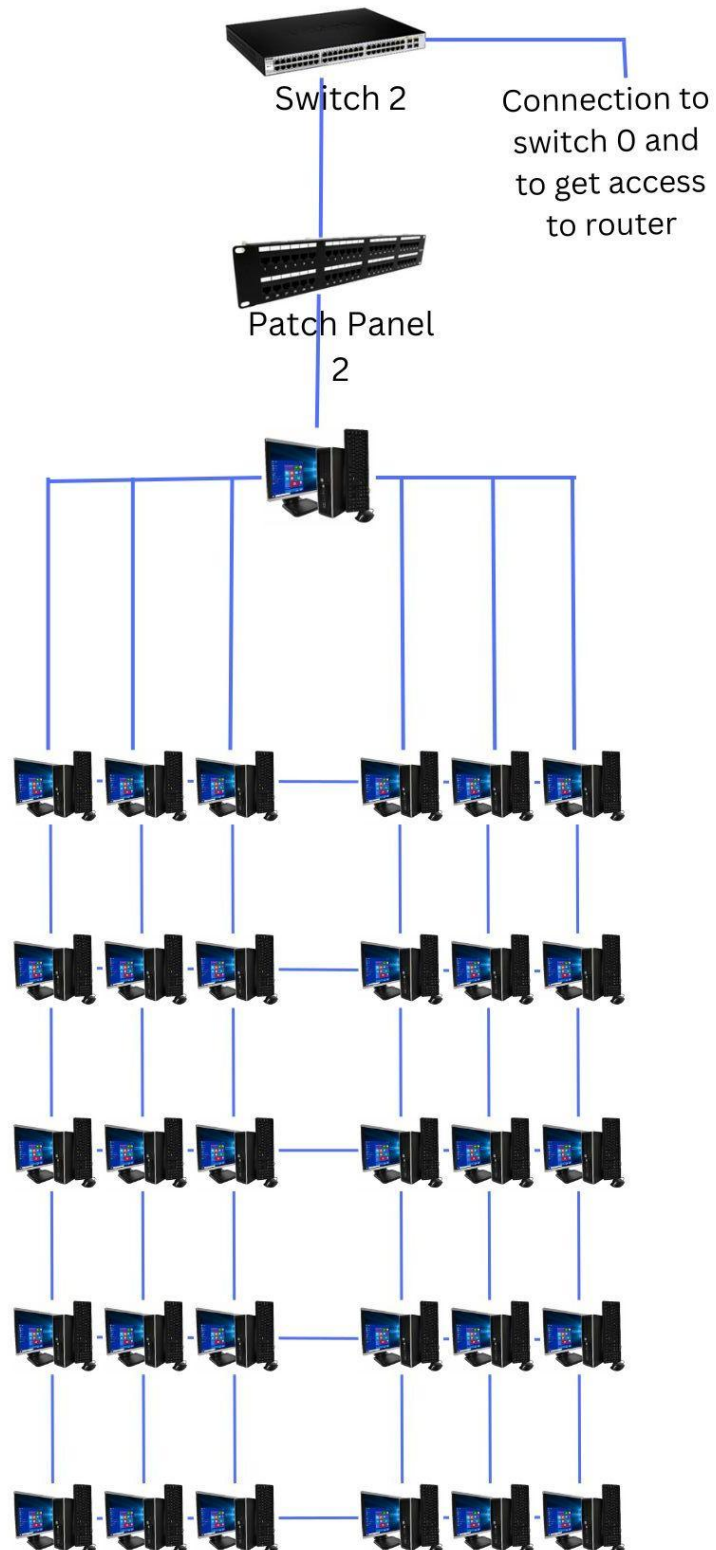 Switch 2
Connection to
switch 0 and
to get access
to router
Patch Panel
2